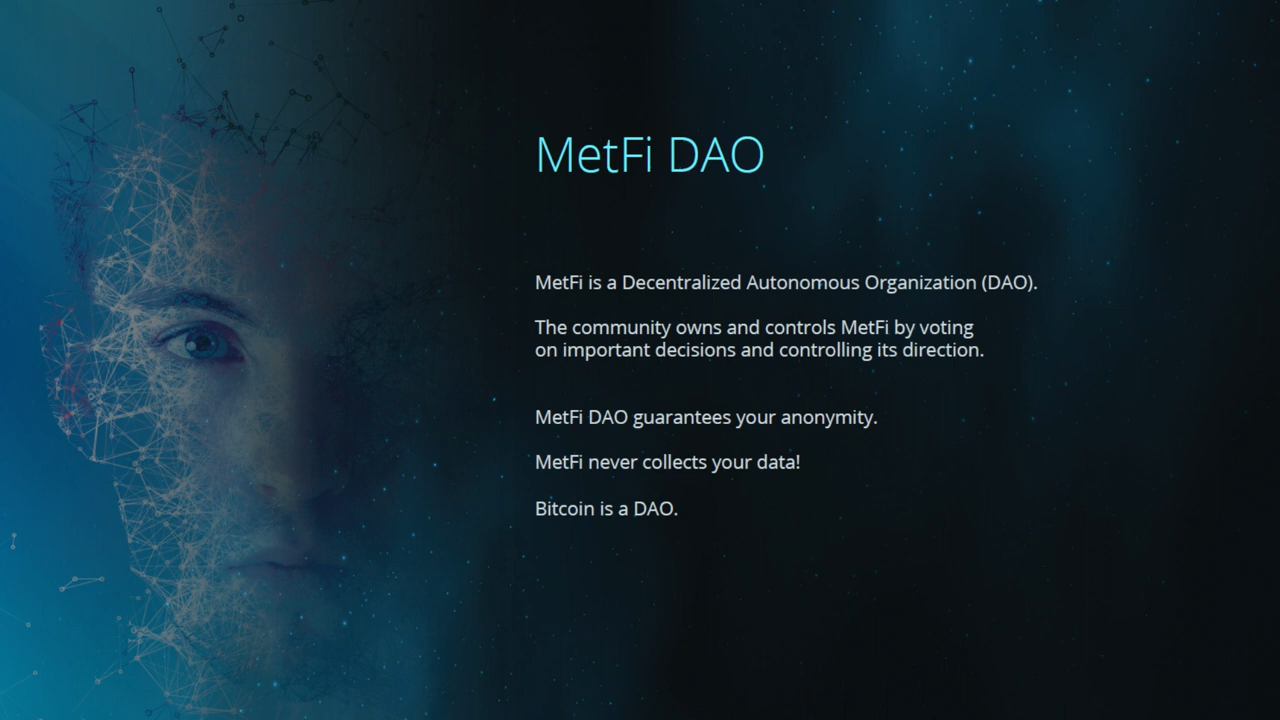 MetFi DAO
MetFi is a Decentralized Autonomous Organization (DAO).
The community owns and controls MetFi by voting
on important decisions and controlling its direction.
MetFi DAO guarantees your anonymity.
MetFi never collects your data!
Bitcoin is a DAO.